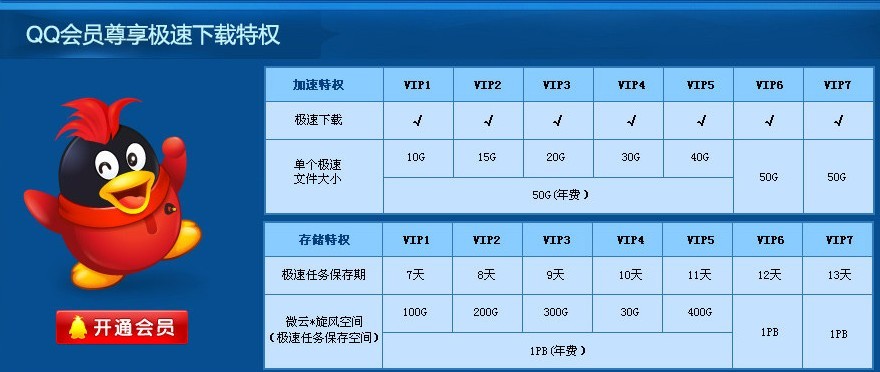 QQ会员尊享极速下载特权
加速特权 VIP1 VIP2 VIP3 VIP4 VIP5 VIP6 VIP7
极速下载 √ √ √ √ √ √ √
单个极速
文件大小
10G 15G 20G 30G 40G
50G 50G
50G(年费)
存储特权 VIP1 VIP2 VIP3 VIP4 VIP5 VIP6 VIP7
极速任务保存期 7天 8天 9天 10天 11天 12天 13天
微云*旋风空间
(极速任务保存空间)
100G 200G 300G 30G 400G
1PB 1PB
1PB(年费)
开通会员